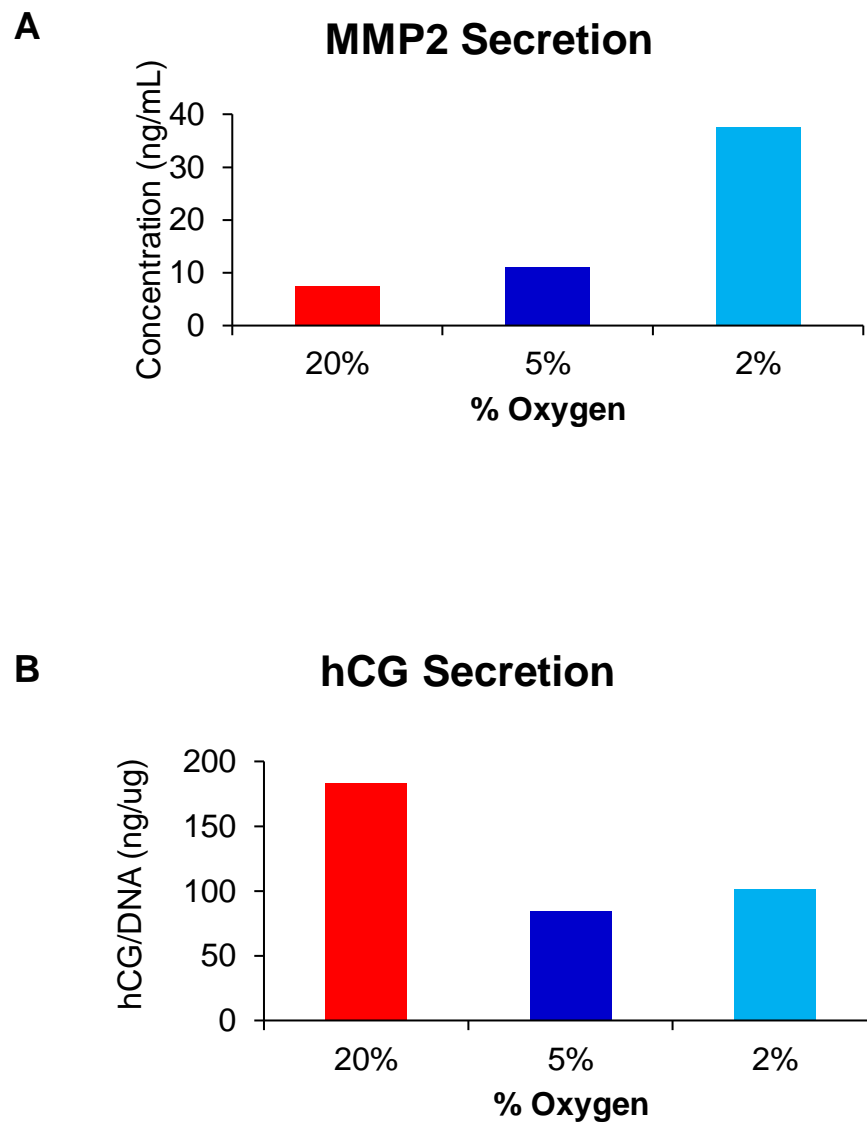 A
MMP2 Secretion
Concentration (ng/mL)
40
30
20
10
0
20% 5% 2%
% Oxygen
B
hCG Secretion
hCG/DNA (ng/ug)
200
150
100
50
0
20% 5% 2%
% Oxygen